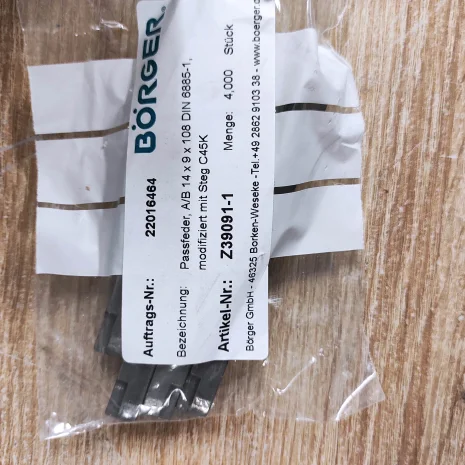 BÖRGER.
Auftrags-Nr.: 22016464
Bezeichnung: Passfeder, A/B 14 x 9 x 108 DIN 6885-1,
modifiziert mit Steg C45K
Artikel-Nr.: Z39091-1 Menge: 4,000 Stück
Börger GmbH - 46325 Borken-Weseke -Tel.+49 2862 9103 38 - www.boerger.d